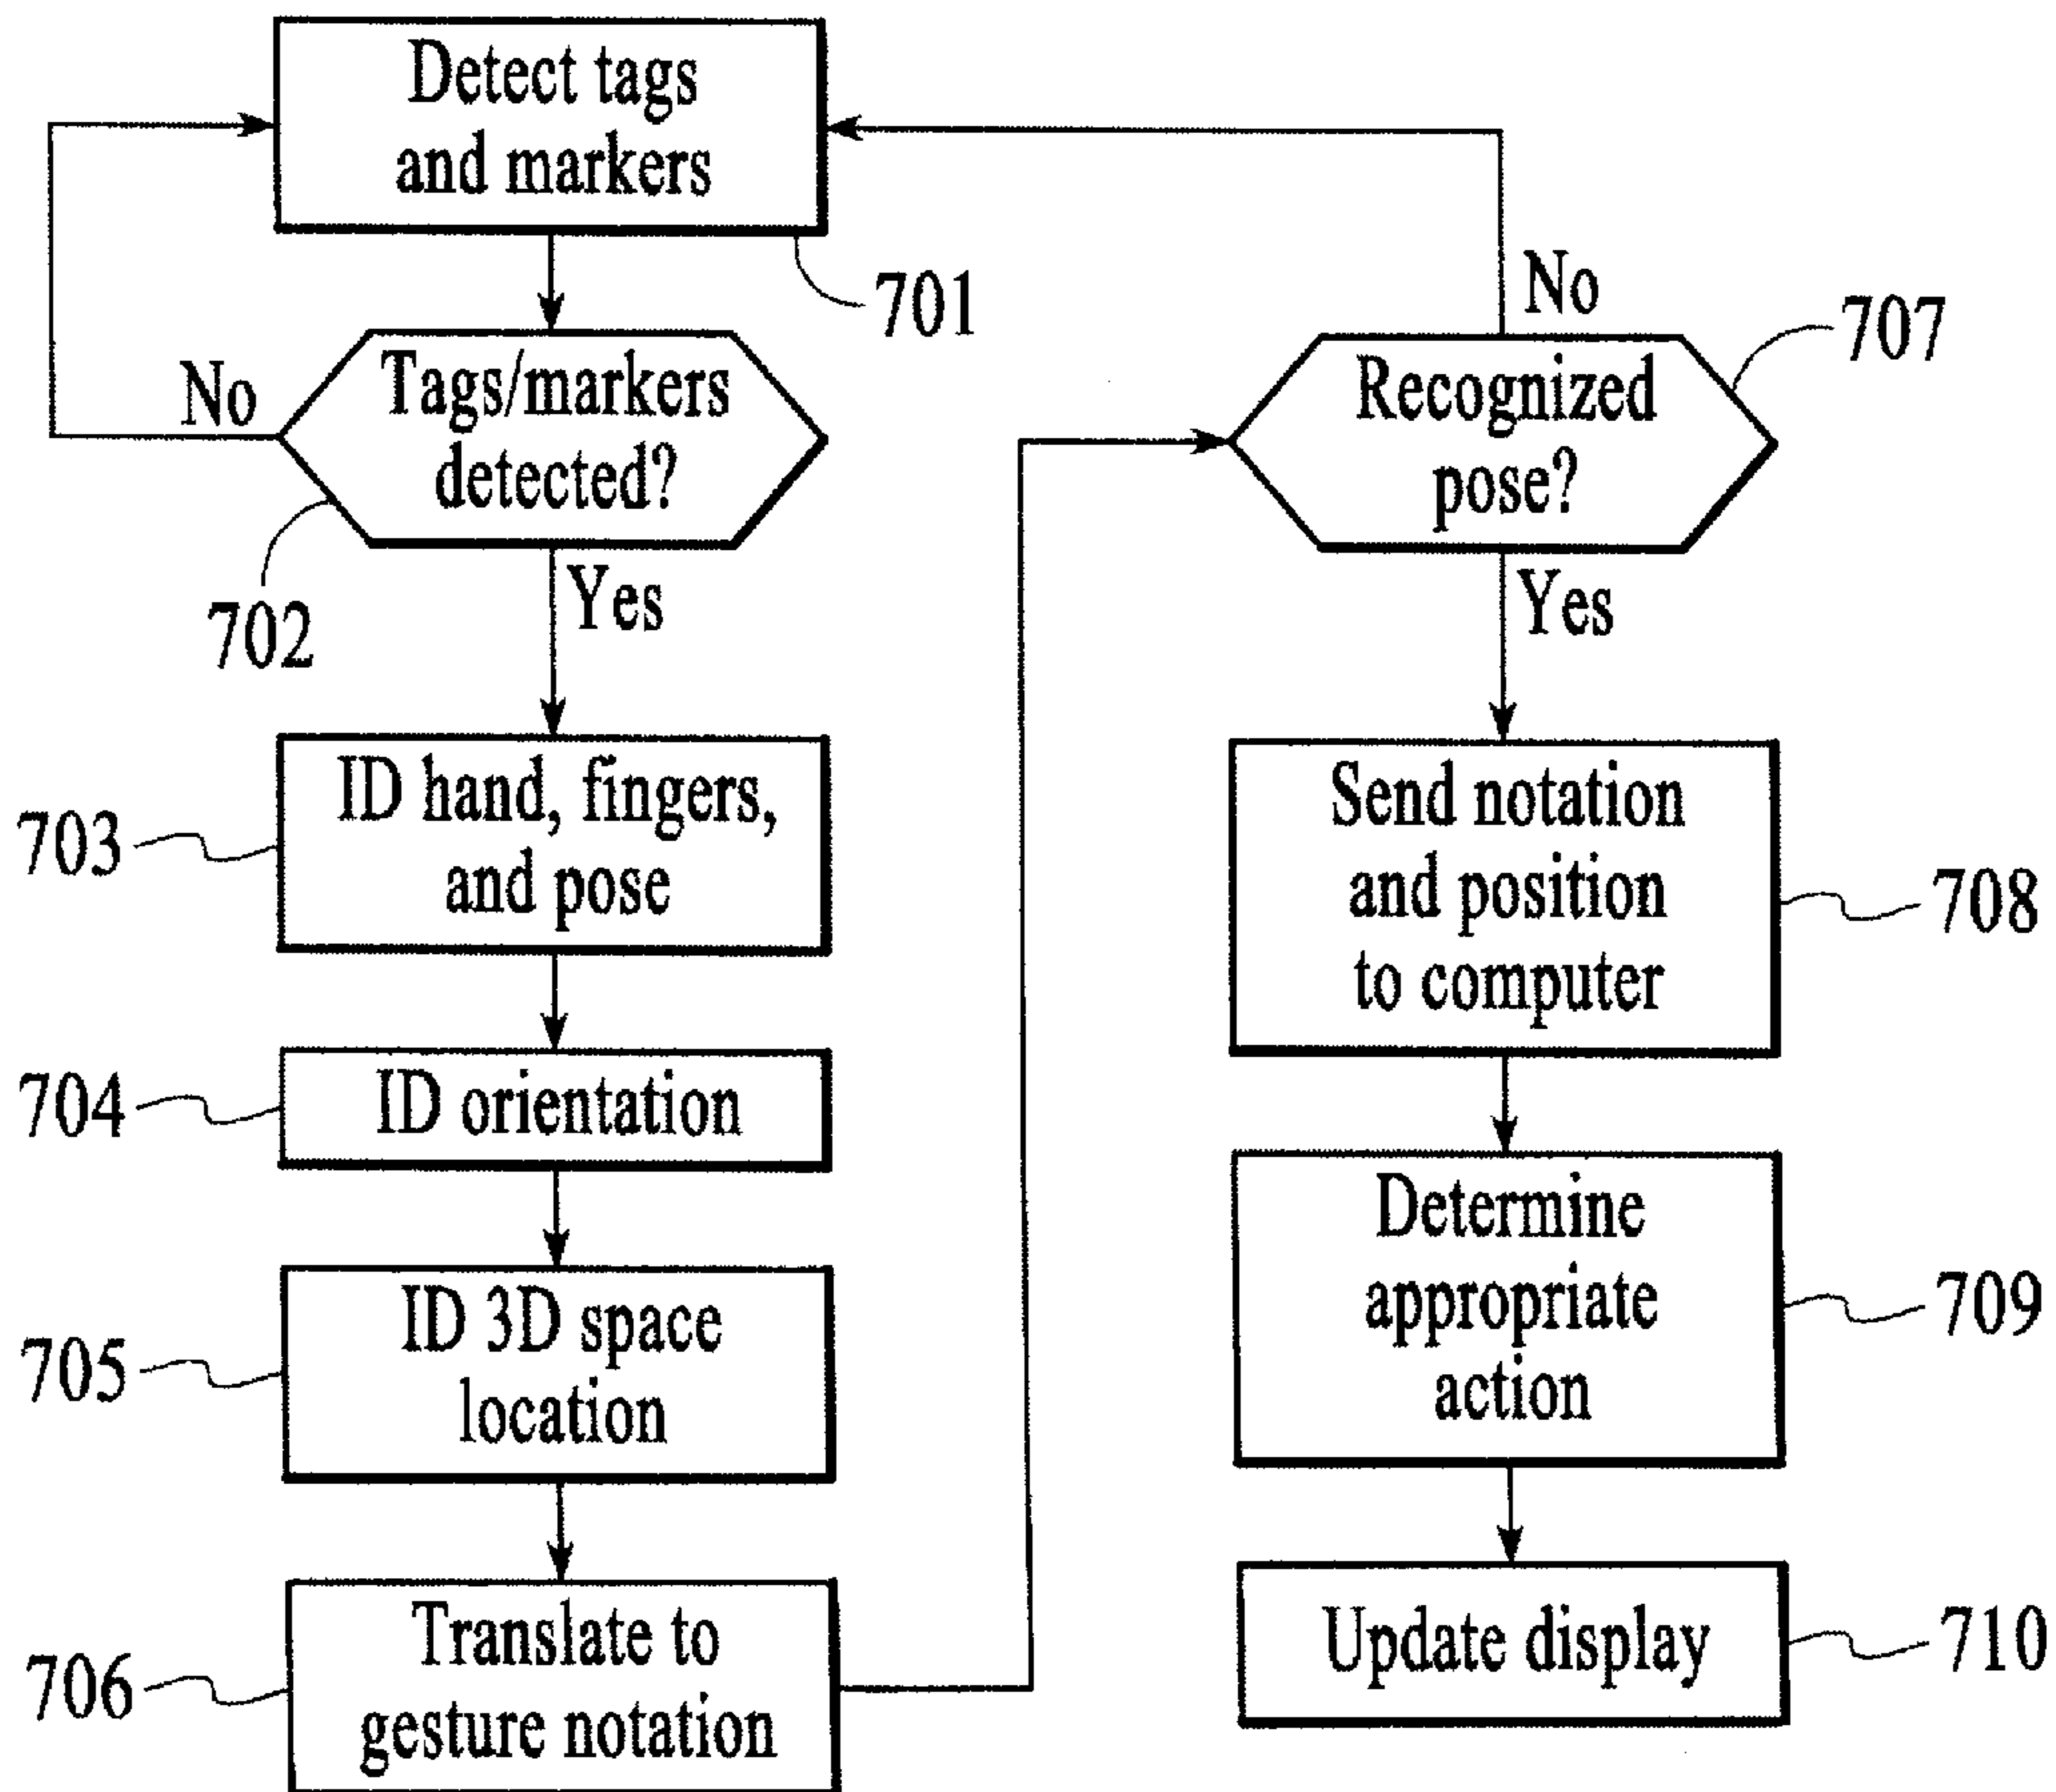 Detect tags
and markers
701
Tags/markers
detected?
No
702
Yes
ID hand, fingers,
and pose
703
ID orientation
704
ID 3D space
location
705
Translate to
gesture notation
706
Recognized
pose?
No
707
Yes
Send notation
and position
to computer
708
Determine
appropriate
action
709
Update display
710